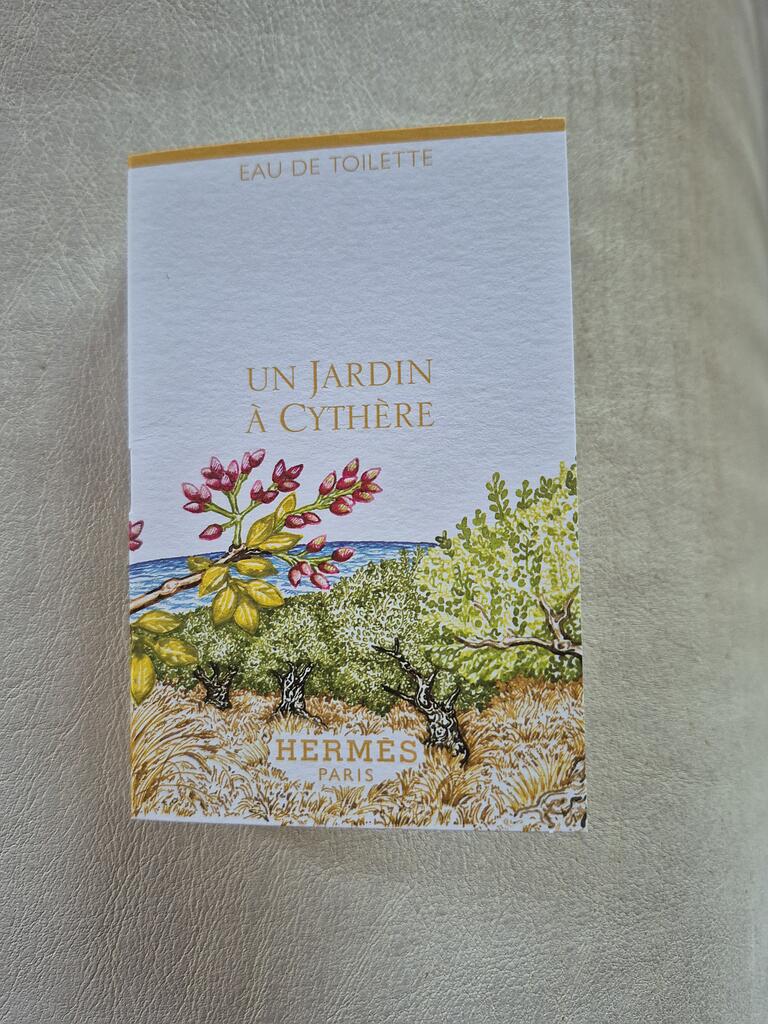 EAU DE TOILETTE
UN JARDIN
À CYTHÈRE
HERMÈS
PARIS